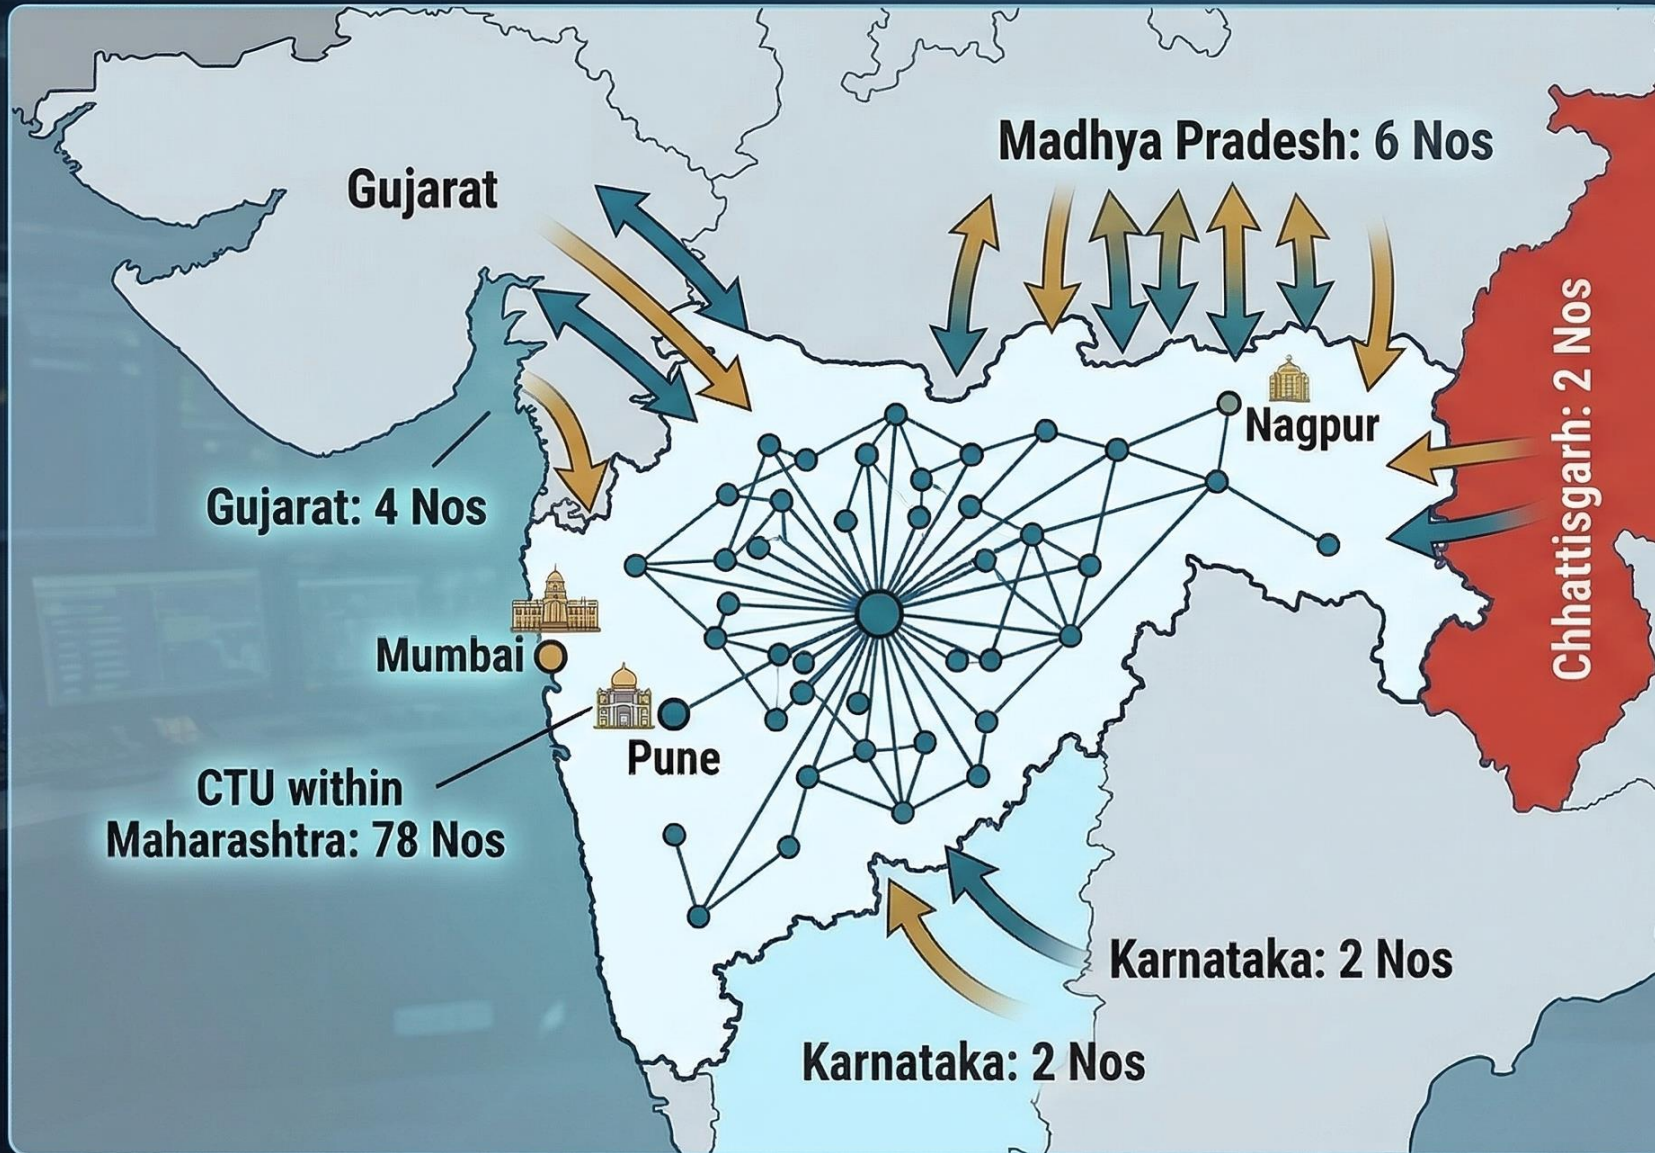 Madhya Pradesh: 6 Nos
Gujarat
Chhattisgarh: 2 Nos
Nagpur
Gujarat: 4 Nos
Mumbai
Pune
CTU within
Maharashtra: 78 Nos
Karnataka: 2 Nos
Karnataka: 2 Nos